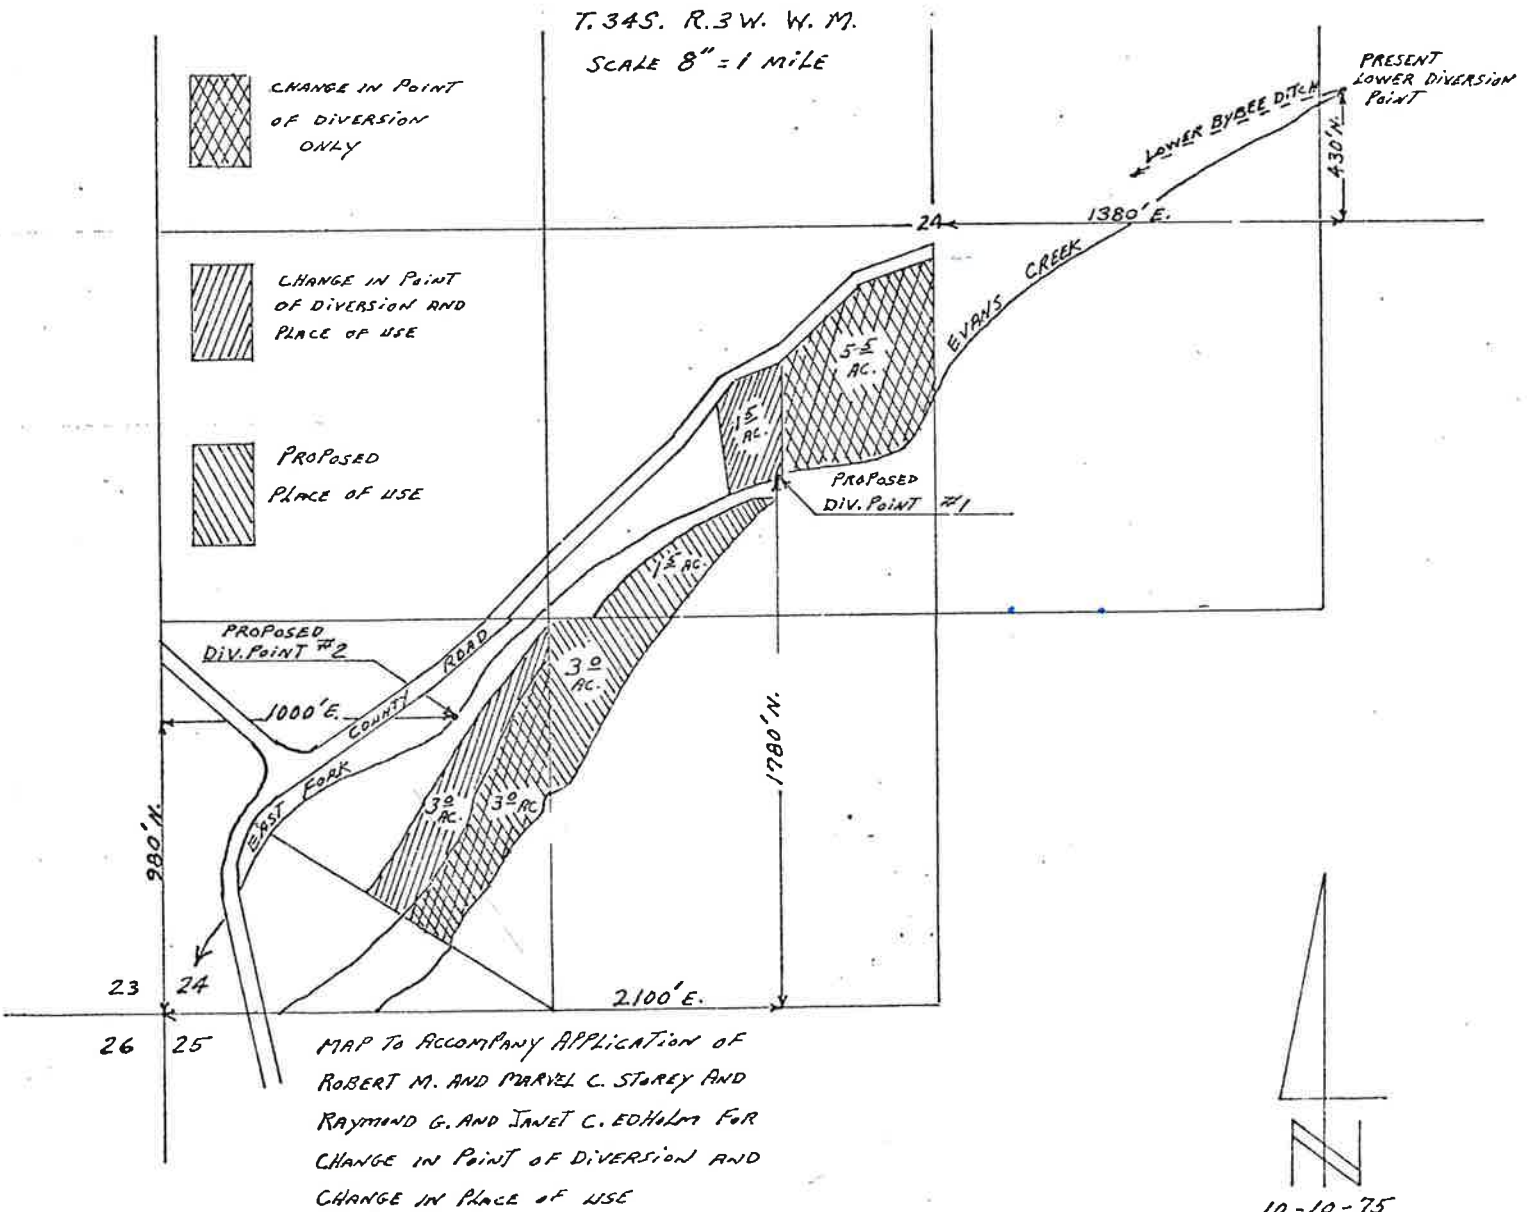 T.34S. R.3W. W.M.
SCALE 8" = 1 MILE
PRESENT
LOWER DIVERSION
POINT
CHANGE IN POINT
OF DIVERSION
ONLY
LOWER BYBEE DITCH
430'N.
24
1380'E.
EVANS CREEK
CHANGE IN POINT
OF DIVERSION AND
PLACE OF USE
5-5
AC.
1 5
AC.
PROPOSED
PLACE OF USE
PROPOSED
DIV. POINT #1
1 5 AC.
PROPOSED
DIV. POINT #2
COUNTY ROAD
3 0
AC.
1000'E.
1780'N.
EAST FORK
3 0
AC.
3 0
AC
980'N.
23 24
2100'E.
26 25
MAP TO ACCOMPANY APPLICATION OF
ROBERT M. AND MARVEL C. STOREY AND
RAYMOND G. AND JANET C. EDHOLM FOR
CHANGE IN POINT OF DIVERSION AND
CHANGE IN PLACE OF USE
N
10-10-75